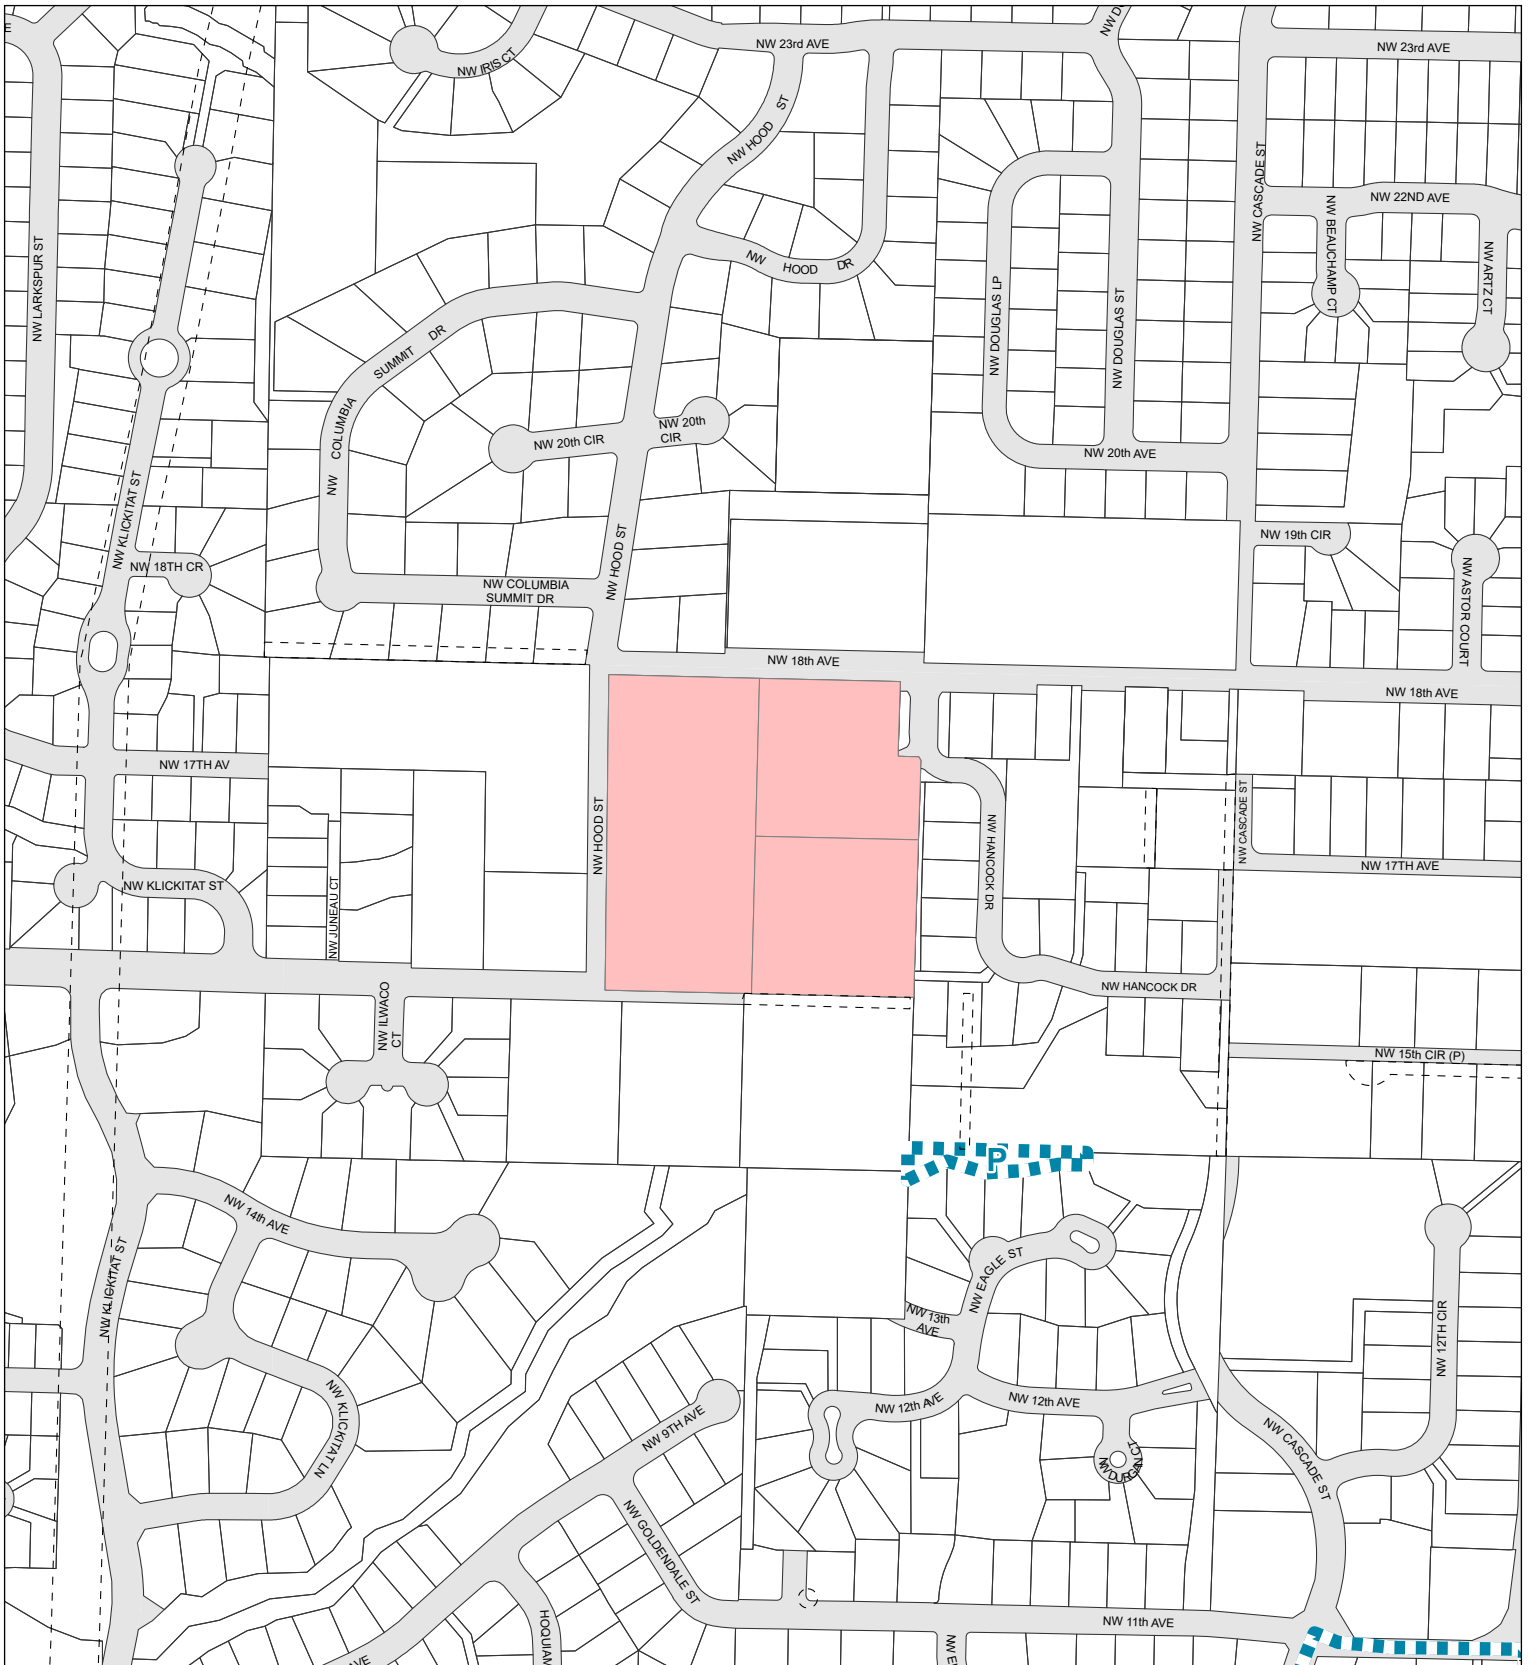 NW 23rd AVE
NW 23rd AVE
NW IRIS CT
NW HOOD ST
NW CASCADE ST
NW 22ND AVE
NW BEAUCHAMP CT
NW ARTZ CT
NW LARKSPUR ST
NW HOOD DR
NW DOUGLAS LP
NW DOUGLAS ST
NW COLUMBIA SUMMIT DR
NW 20th CIR
NW 20th
CIR
NW 20th AVE
NW KLICKITAT ST
NW HOOD ST
NW 19th CIR
NW 18TH CR
NW COLUMBIA
SUMMIT DR
NW ASTOR COURT
NW 18th AVE
NW 18th AVE
NW 17TH AV
NW HOOD ST
NW CASCADE ST
NW HANCOCK DR
NW 17TH AVE
NW KLICKITAT ST
NW JUNEAU CT
NW HANCOCK DR
NW ILWACO
CT
NW 15th CIR (P)
P
NW 14th AVE
NW KLICKITAT ST
NW EAGLE ST
NW 13th
AVE
NW 12TH CIR
NW KLICKITAT LN
NW 9TH AVE
NW 12th AVE
NW 12th AVE
NW CASCADE ST
NW DURGAN CT
NW GOLDENDALE ST
NW 11th AVE
HOQUIAM
AVE